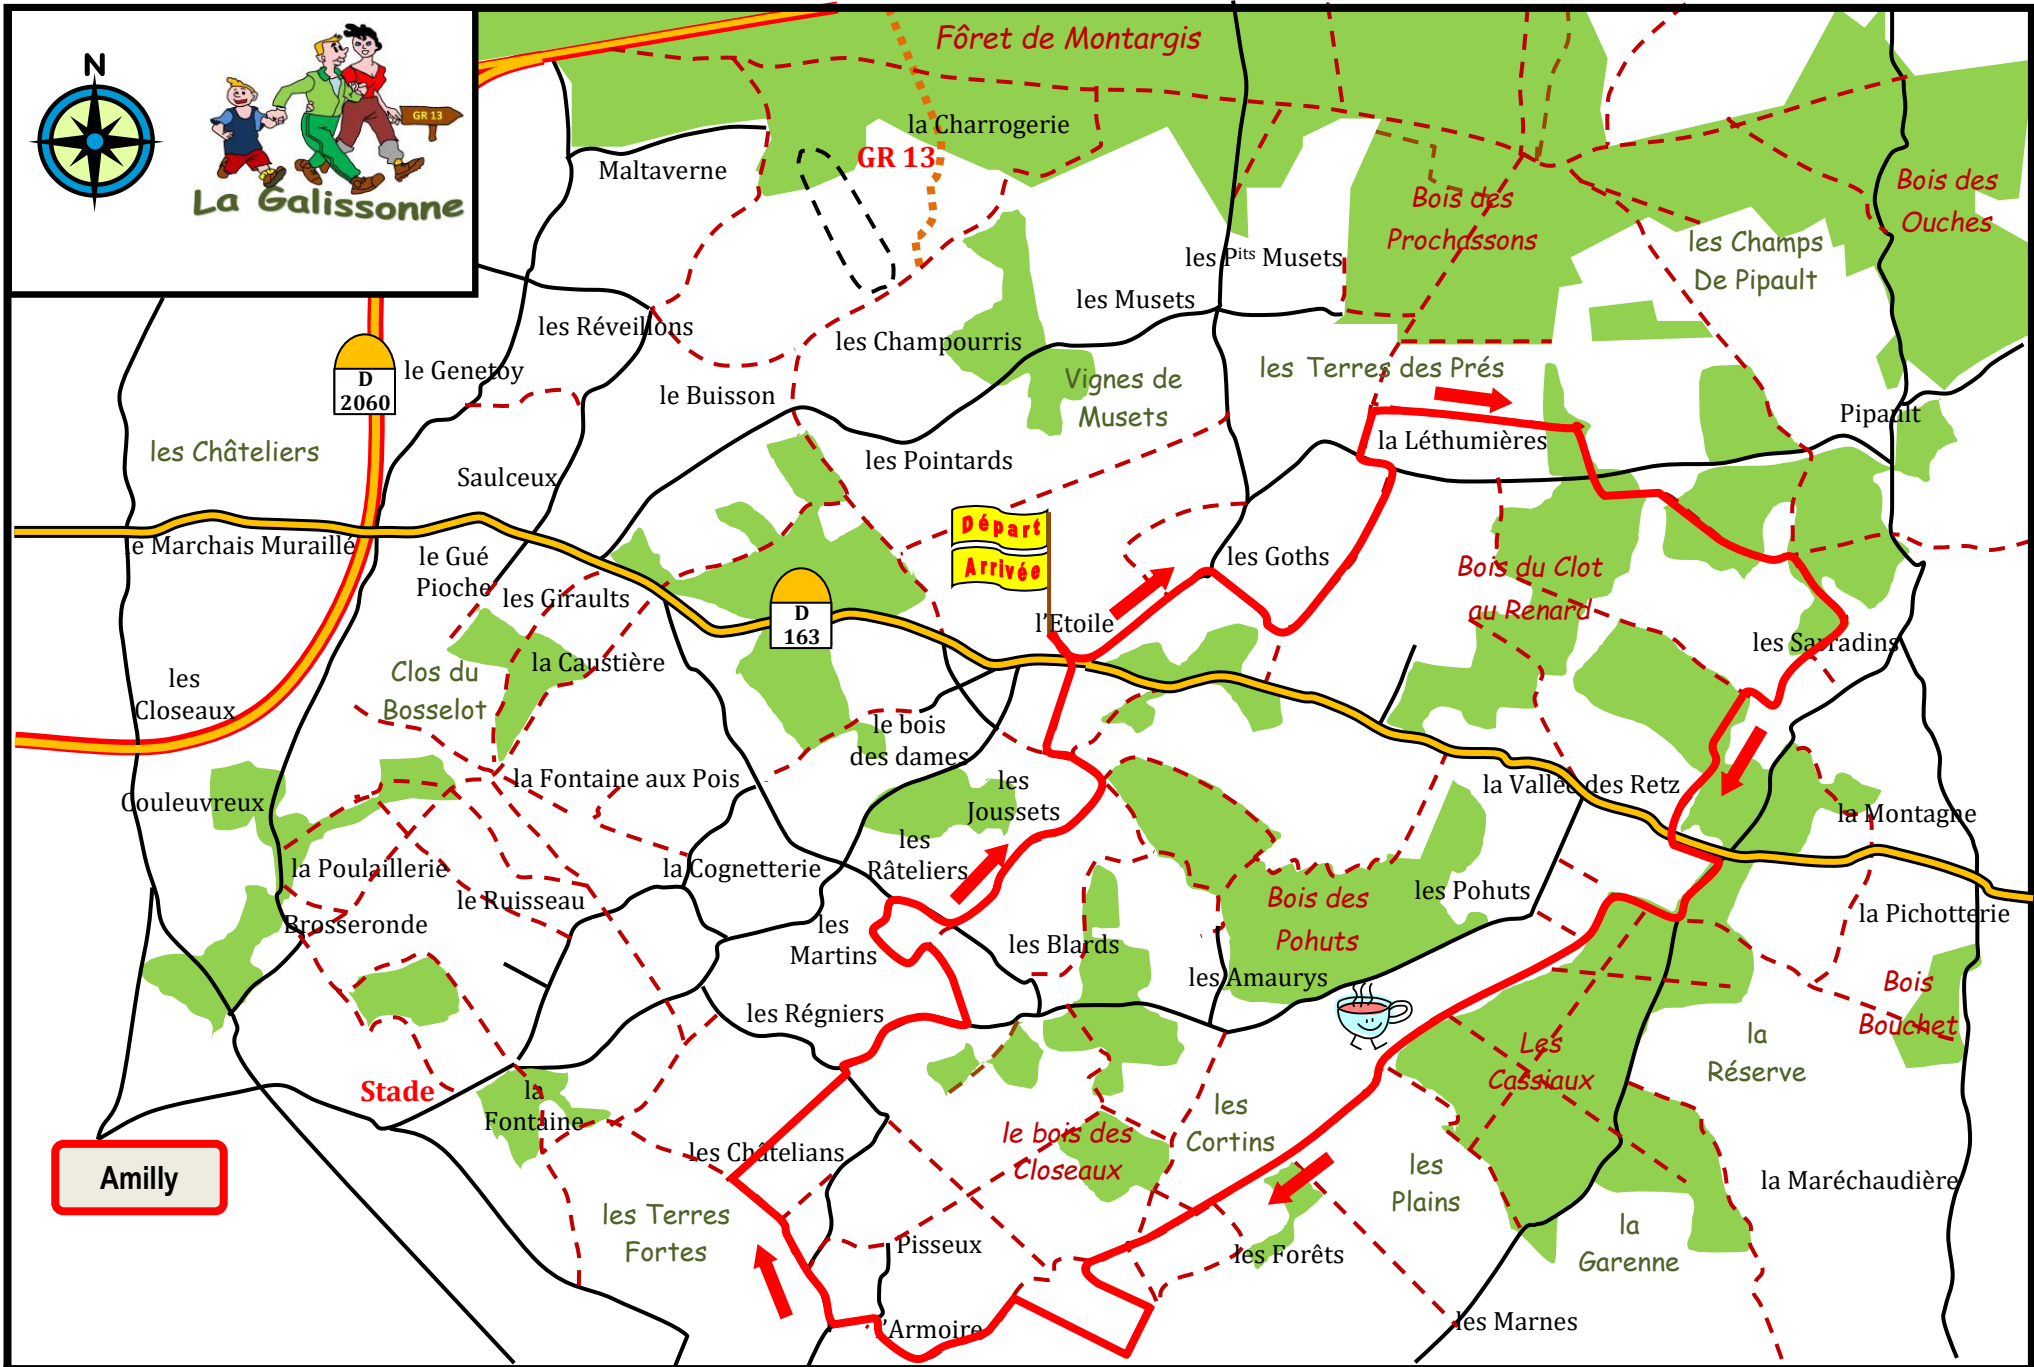 N
GR 13
La Galissonne
Fôret de Montargis
la Charrogerie
GR 13
Maltaverne
Bois des
Prochassons
Bois des
Ouches
les Champs
De Pipault
les Pits Musets
les Musets
les Réveillons
les Champourris
le Genetoy
D
2060
le Buisson
Vignes de
Musets
les Terres des Prés
Pipault
la Léthumières
les Châteliers
Saulceux
les Pointards
Départ
Arrivée
le Marchais Muraillé
le Gué
Pioche
les Giraults
les Goths
Bois du Clot
au Renard
D
163
l'Etoile
les Sarradins
les
Closeaux
Clos du
Bosselot
la Caustière
le bois
des dames
la Fontaine aux Pois
les
Joussets
la Vallée des Retz
Couleuvreux
la Montagne
les
Râteliers
la Poulaillerie
la Cognetterie
le Ruisseau
Bois des
Pohuts
les Pohuts
la Pichotterie
Brosseronde
les
Martins
les Blards
les Amaurys
Bois
Bouchet
les Régniers
Les
Cassiaux
la
Réserve
Stade
la
Fontaine
les
Cortins
le bois des
Closeaux
les Châtelians
Amilly
les
Plains
la Maréchaudière
les Terres
Fortes
la
Garenne
Pisseux
les Forêts
l'Armoire
les Marnes